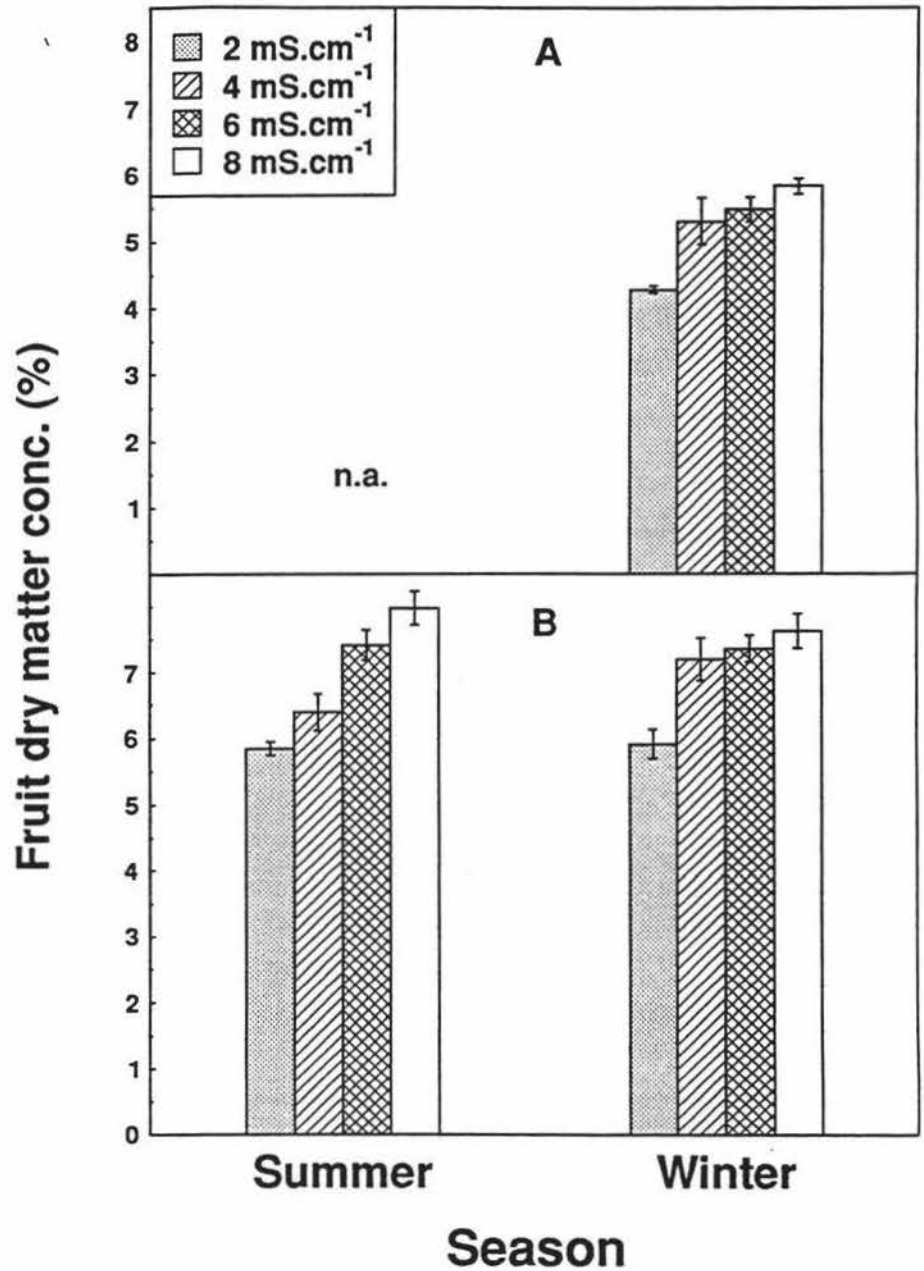 Fruit dry matter conc. (%)
8
7
6
5
4
3
2
1
2 mS.cm⁻¹
4 mS.cm⁻¹
6 mS.cm⁻¹
8 mS.cm⁻¹
A
n.a.
7
6
5
4
3
2
1
0
B
Summer Winter
Season